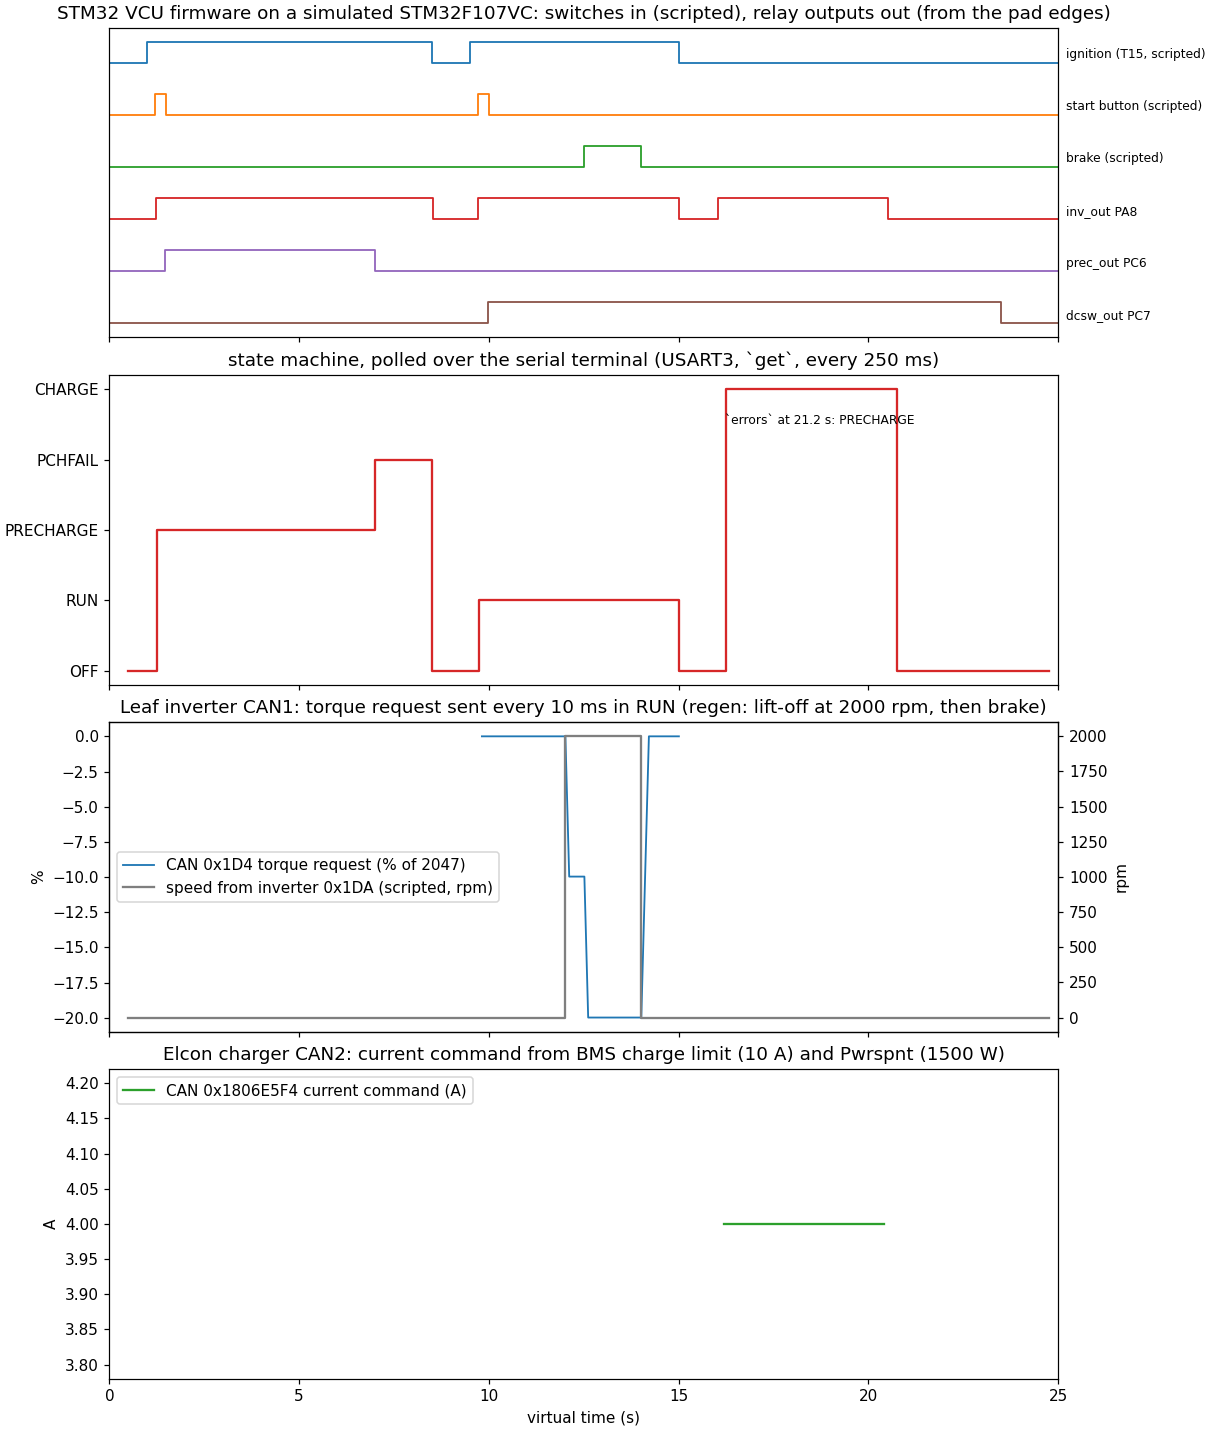 STM32 VCU firmware on a simulated STM32F107VC: switches in (scripted), relay outputs out (from the pad edges)
ignition (T15, scripted)
start button (scripted)
brake (scripted)
inv_out PA8
prec_out PC6
dcsw_out PC7
state machine, polled over the serial terminal (USART3, `get`, every 250 ms)
CHARGE
`errors` at 21.2 s: PRECHARGE
PCHFAIL
PRECHARGE
RUN
OFF
Leaf inverter CAN1: torque request sent every 10 ms in RUN (regen: lift-off at 2000 rpm, then brake)
0.0
−2.5
−5.0
−7.5
−10.0
−12.5
−15.0
−17.5
−20.0
%
CAN 0x1D4 torque request (% of 2047)
speed from inverter 0x1DA (scripted, rpm)
2000
1750
1500
1250
1000
750
500
250
0
rpm
Elcon charger CAN2: current command from BMS charge limit (10 A) and Pwrspnt (1500 W)
CAN 0x1806E5F4 current command (A)
4.20
4.15
4.10
4.05
4.00
3.95
3.90
3.85
3.80
A
0 5 10 15 20 25
virtual time (s)